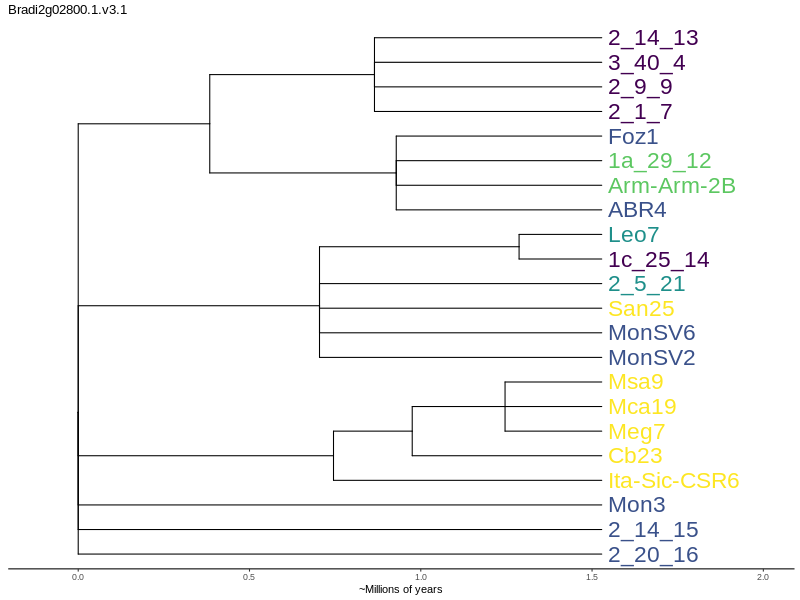 Bradi2g02800.1.v3.1
2_14_13
3_40_4
2_9_9
2_1_7
Foz1
1a_29_12
Arm-Arm-2B
ABR4
Leo7
1c_25_14
2_5_21
San25
MonSV6
MonSV2
Msa9
Mca19
Meg7
Cb23
Ita-Sic-CSR6
Mon3
2_14_15
2_20_16
0.0 0.5 1.0 1.5 2.0
~Millions of years